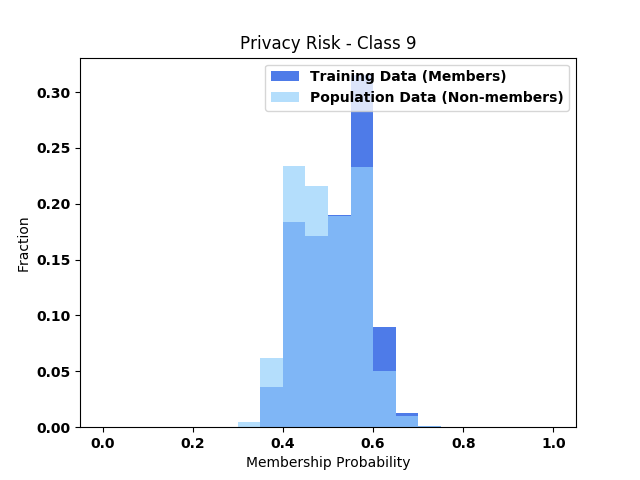 Privacy Risk - Class 9
Training Data (Members)
Population Data (Non-members)
Fraction
0.30
0.25
0.20
0.15
0.10
0.05
0.00
0.0 0.2 0.4 0.6 0.8 1.0
Membership Probability